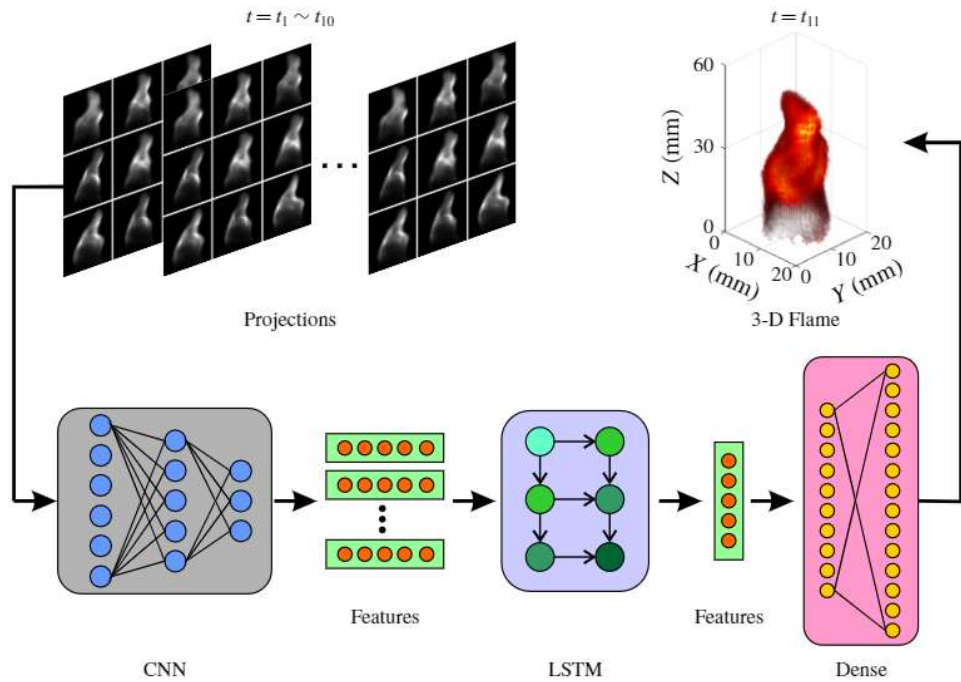 t = t₁ ~ t₁₀
t = t₁₁
60
30
0
Z (mm)
0
10
20
X (mm)
0
10
20
Y (mm)
Projections
3-D Flame
Features
Features
CNN
LSTM
Dense